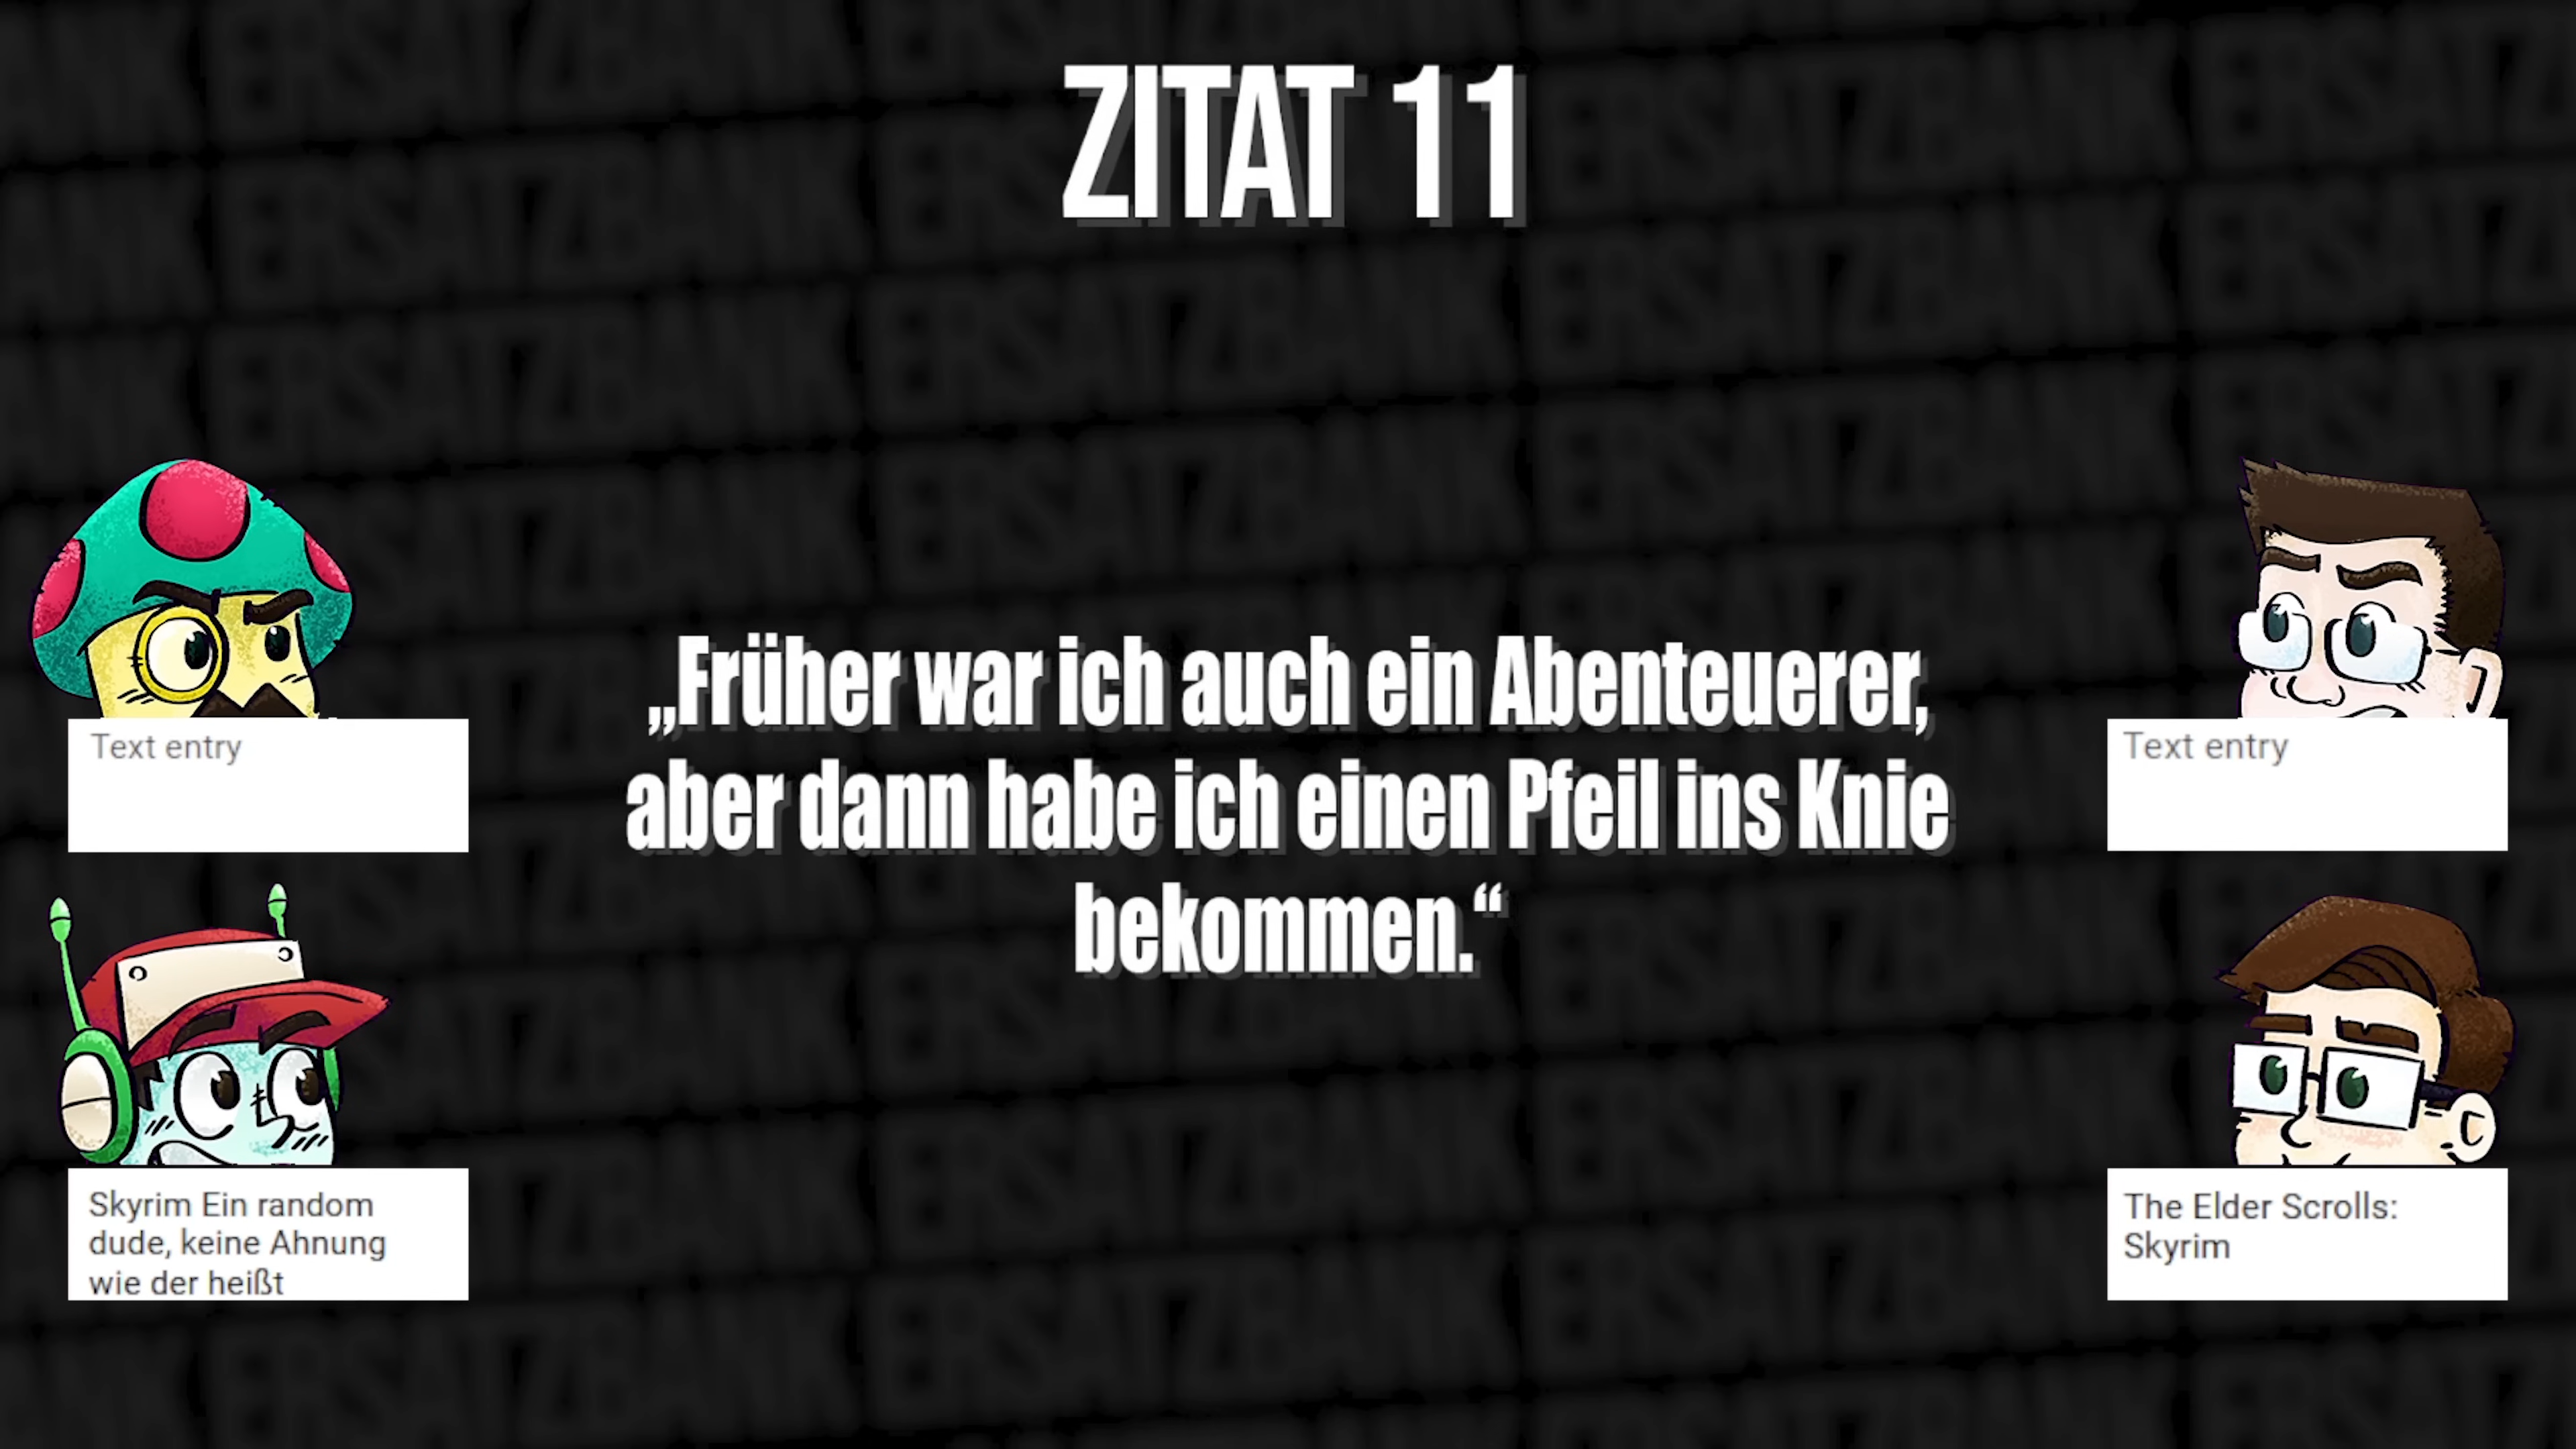 ZITAT 11
„Früher war ich auch ein Abenteuerer,
aber dann habe ich einen Pfeil ins Knie
bekommen.“
Text entry
Text entry
Skyrim Ein random
dude, keine Ahnung
wie der heißt
The Elder Scrolls:
Skyrim
ERSATZBANK